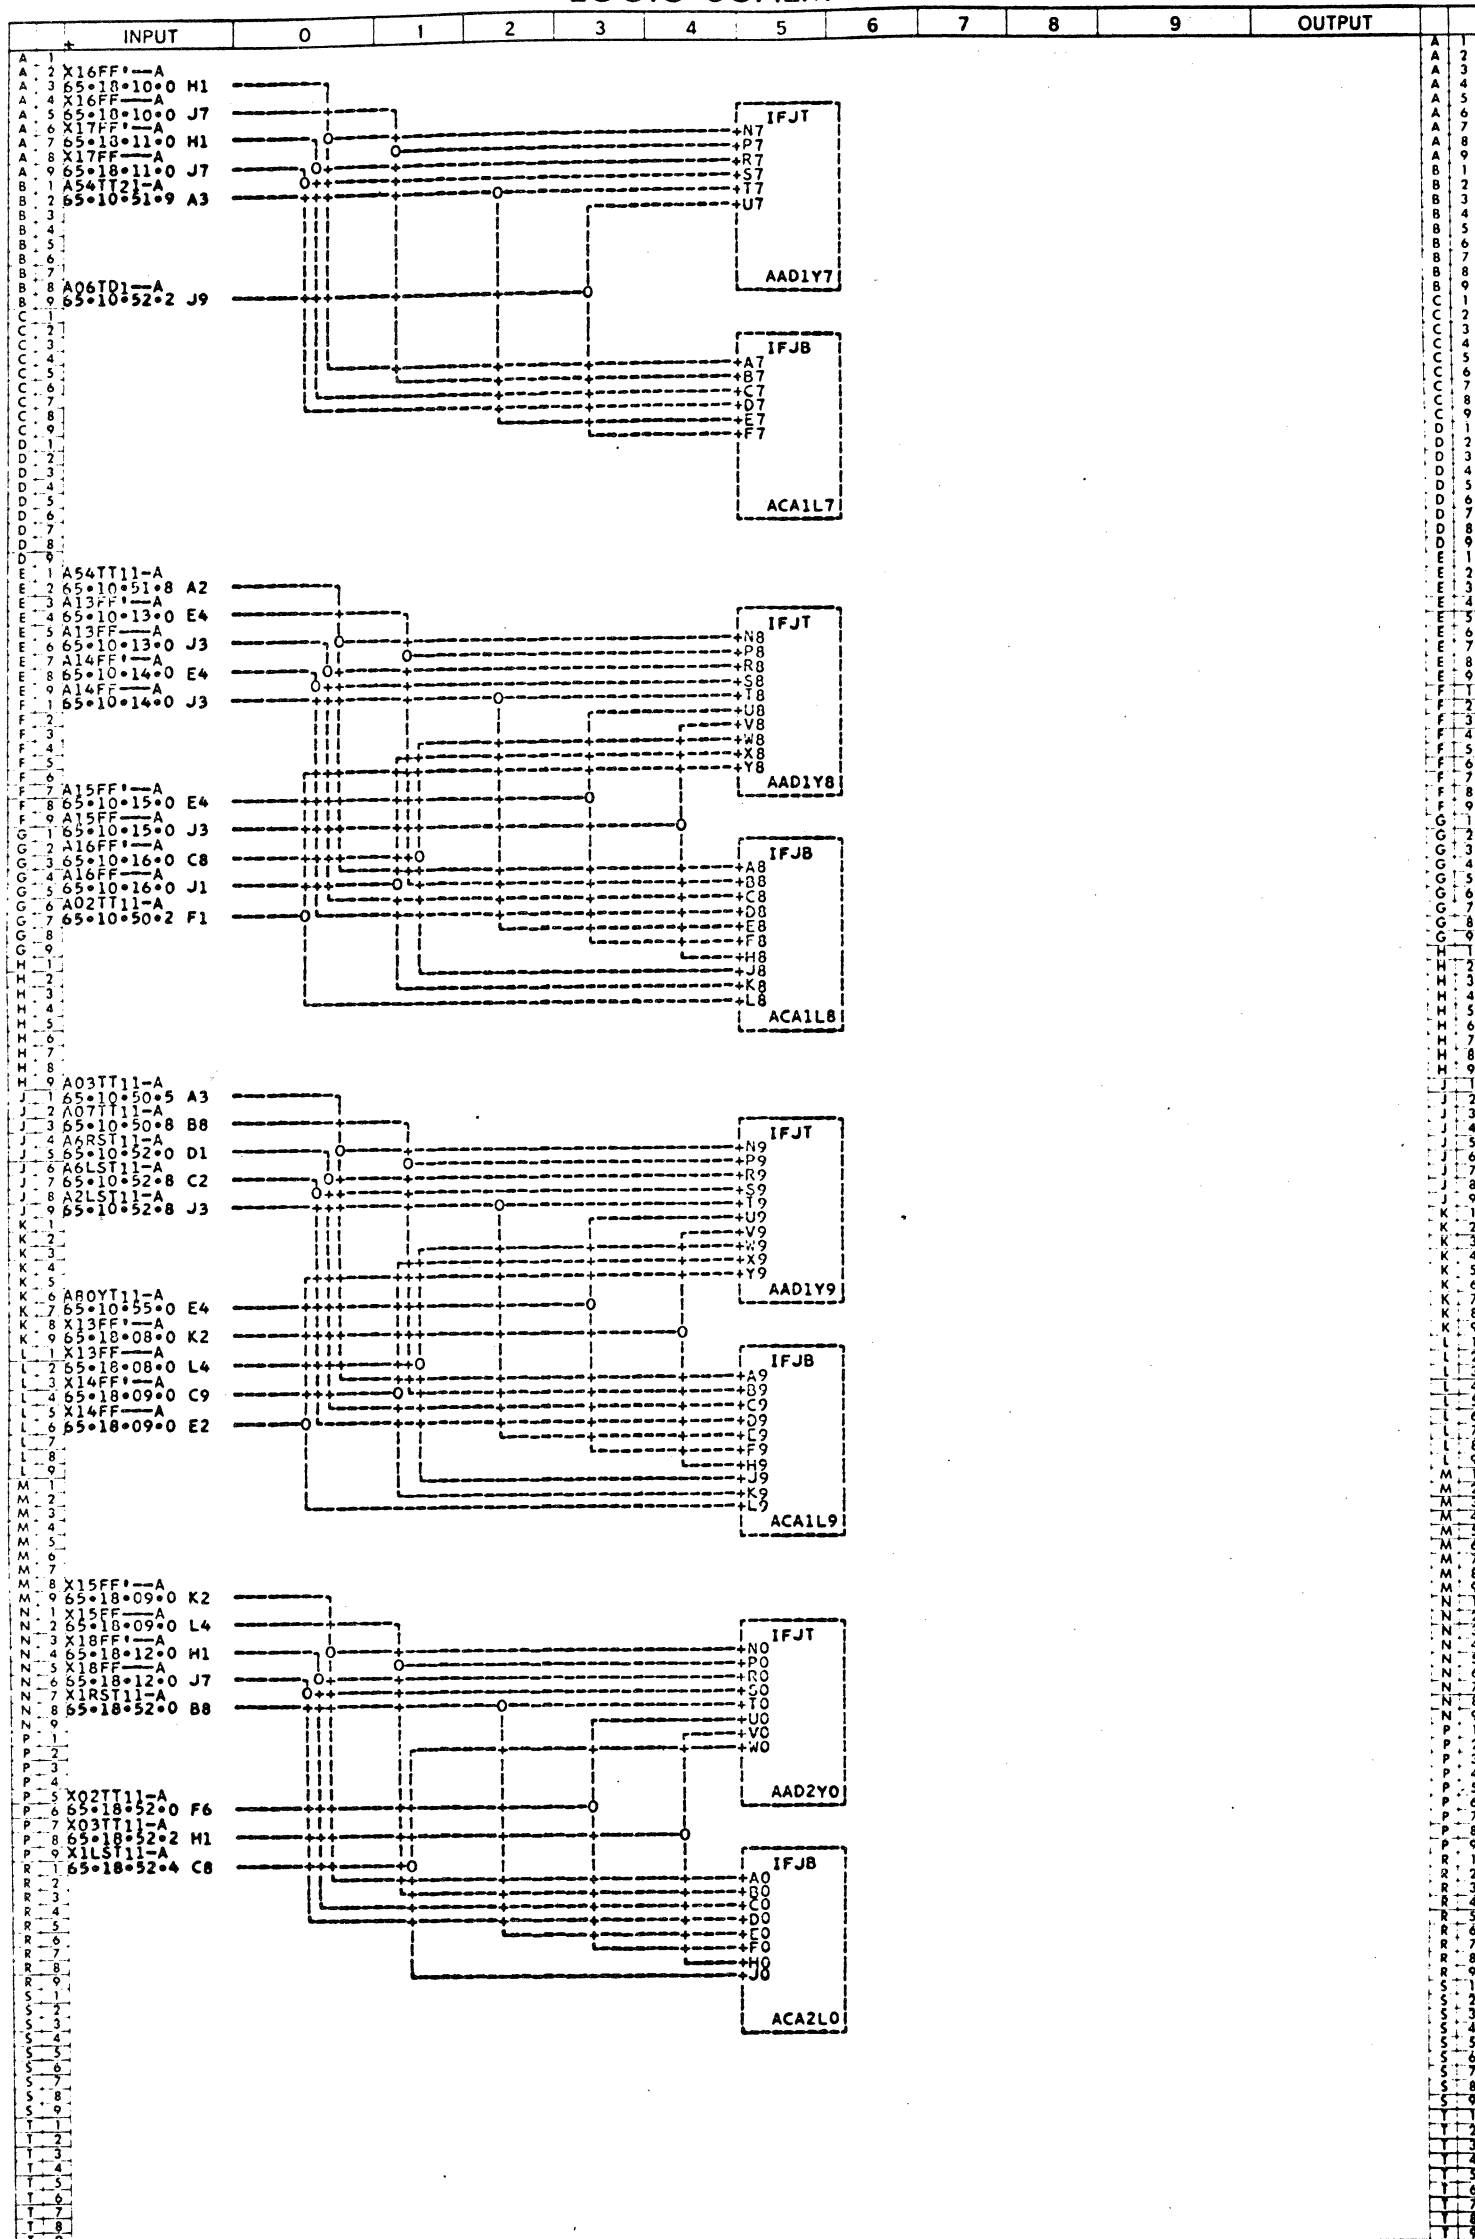 INPUT 0 1 2 3 4 5 6 7 8 9 OUTPUT
X16FF'—A
65•18•10•0 H1
X16FF—A
65•18•10•0 J7
X17FF'—A
65•18•11•0 H1
X17FF—A
65•18•11•0 J7
A54TT21-A
65•10•51•9 A3
A06TD1—A
65•10•52•2 J9
IFJT
N7
P7
R7
S7
T7
U7
AAD1Y7
IFJB
A7
B7
C7
D7
E7
F7
ACA1L7
A54TT11-A
65•10•51•8 A2
A13FF'—A
65•10•13•0 E4
A13FF—A
65•10•13•0 J3
A14FF'—A
65•10•14•0 E4
A14FF—A
65•10•14•0 J3
A15FF'—A
65•10•15•0 E4
A15FF—A
65•10•15•0 J3
A16FF'—A
65•10•16•0 C8
A16FF—A
65•10•16•0 J1
A02TT11-A
65•10•50•2 F1
IFJT
N8
P8
R8
S8
T8
U8
V8
W8
X8
Y8
AAD1Y8
IFJB
A8
B8
C8
D8
E8
F8
H8
J8
K8
L8
ACA1L8
A03TT11-A
65•10•50•5 A3
A07TT11-A
65•10•50•8 B8
A6RST11-A
65•10•52•0 D1
A6LST11-A
65•10•52•8 C2
A2LST11-A
65•10•52•8 J3
A80YT11-A
65•10•55•0 E4
X13FF'—A
65•18•08•0 K2
X13FF—A
65•18•08•0 L4
X14FF'—A
65•18•09•0 C9
X14FF—A
65•18•09•0 E2
IFJT
N9
P9
R9
S9
T9
U9
V9
W9
X9
Y9
AAD1Y9
IFJB
A9
B9
C9
D9
E9
F9
H9
J9
K9
L9
ACA1L9
X15FF'—A
65•18•09•0 K2
X15FF—A
65•18•09•0 L4
X18FF'—A
65•18•12•0 H1
X18FF—A
65•18•12•0 J7
X1RST11-A
65•18•52•0 B8
X02TT11-A
65•18•52•0 F6
X03TT11-A
65•18•52•2 H1
X1LST11-A
65•18•52•4 C8
IFJT
N0
P0
R0
S0
T0
U0
V0
W0
AAD2Y0
IFJB
A0
B0
C0
D0
E0
F0
H0
J0
ACA2L0